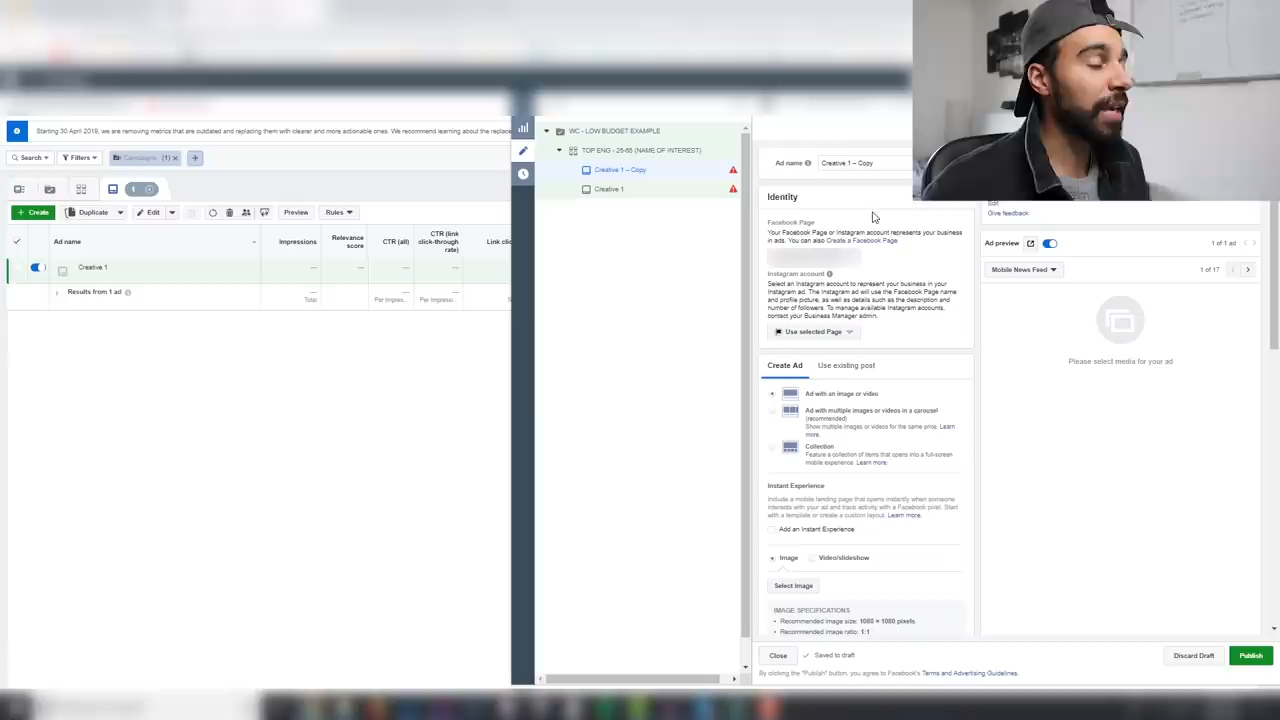 Starting 30 April 2019, we are removing metrics that are outdated and replacing them with clearer and more actionable ones. We recommend learning about the replace
Search
Filters
Campaigns (1) ×
+
1
+ Create
Duplicate
Edit
Preview
Rules
Ad name
Impressions
Relevance score
CTR (all)
CTR (link click-through rate)
Link clic
Creative 1
—
—
—
—
Results from 1 ad
—
Total
—
—
Per Impres...
—
Per Impressi...
WC - LOW BUDGET EXAMPLE
TOP ENG - 25-65 (NAME OF INTEREST)
Creative 1 – Copy
Creative 1
Ad name
Creative 1 – Copy
Identity
Facebook Page
Your Facebook Page or Instagram account represents your business
in ads. You can also Create a Facebook Page
Instagram account
Select an Instagram account to represent your business in your
Instagram ad. The Instagram ad will use the Facebook Page name
and profile picture, as well as details such as the description and
number of followers. To manage available Instagram accounts,
contact your Business Manager admin.
Use selected Page
Create Ad
Use existing post
Ad with an image or video
Ad with multiple images or videos in a carousel
(recommended)
Show multiple images or videos for the same price. Learn
more.
Collection
Feature a collection of items that opens into a full-screen
mobile experience. Learn more.
Instant Experience
Include a mobile landing page that opens instantly when someone
interacts with your ad and track activity with a Facebook pixel. Start
with a template or create a custom layout. Learn more.
Add an Instant Experience
Image
Video/slideshow
Select Image
IMAGE SPECIFICATIONS
• Recommended image size: 1080 × 1080 pixels
• Recommended image ratio: 1:1
Edit
Give feedback
Ad preview
1 of 1 ad
Mobile News Feed
1 of 17
Please select media for your ad
Close
Saved to draft
Discard Draft
Publish
By clicking the "Publish" button, you agree to Facebook's Terms and Advertising Guidelines.